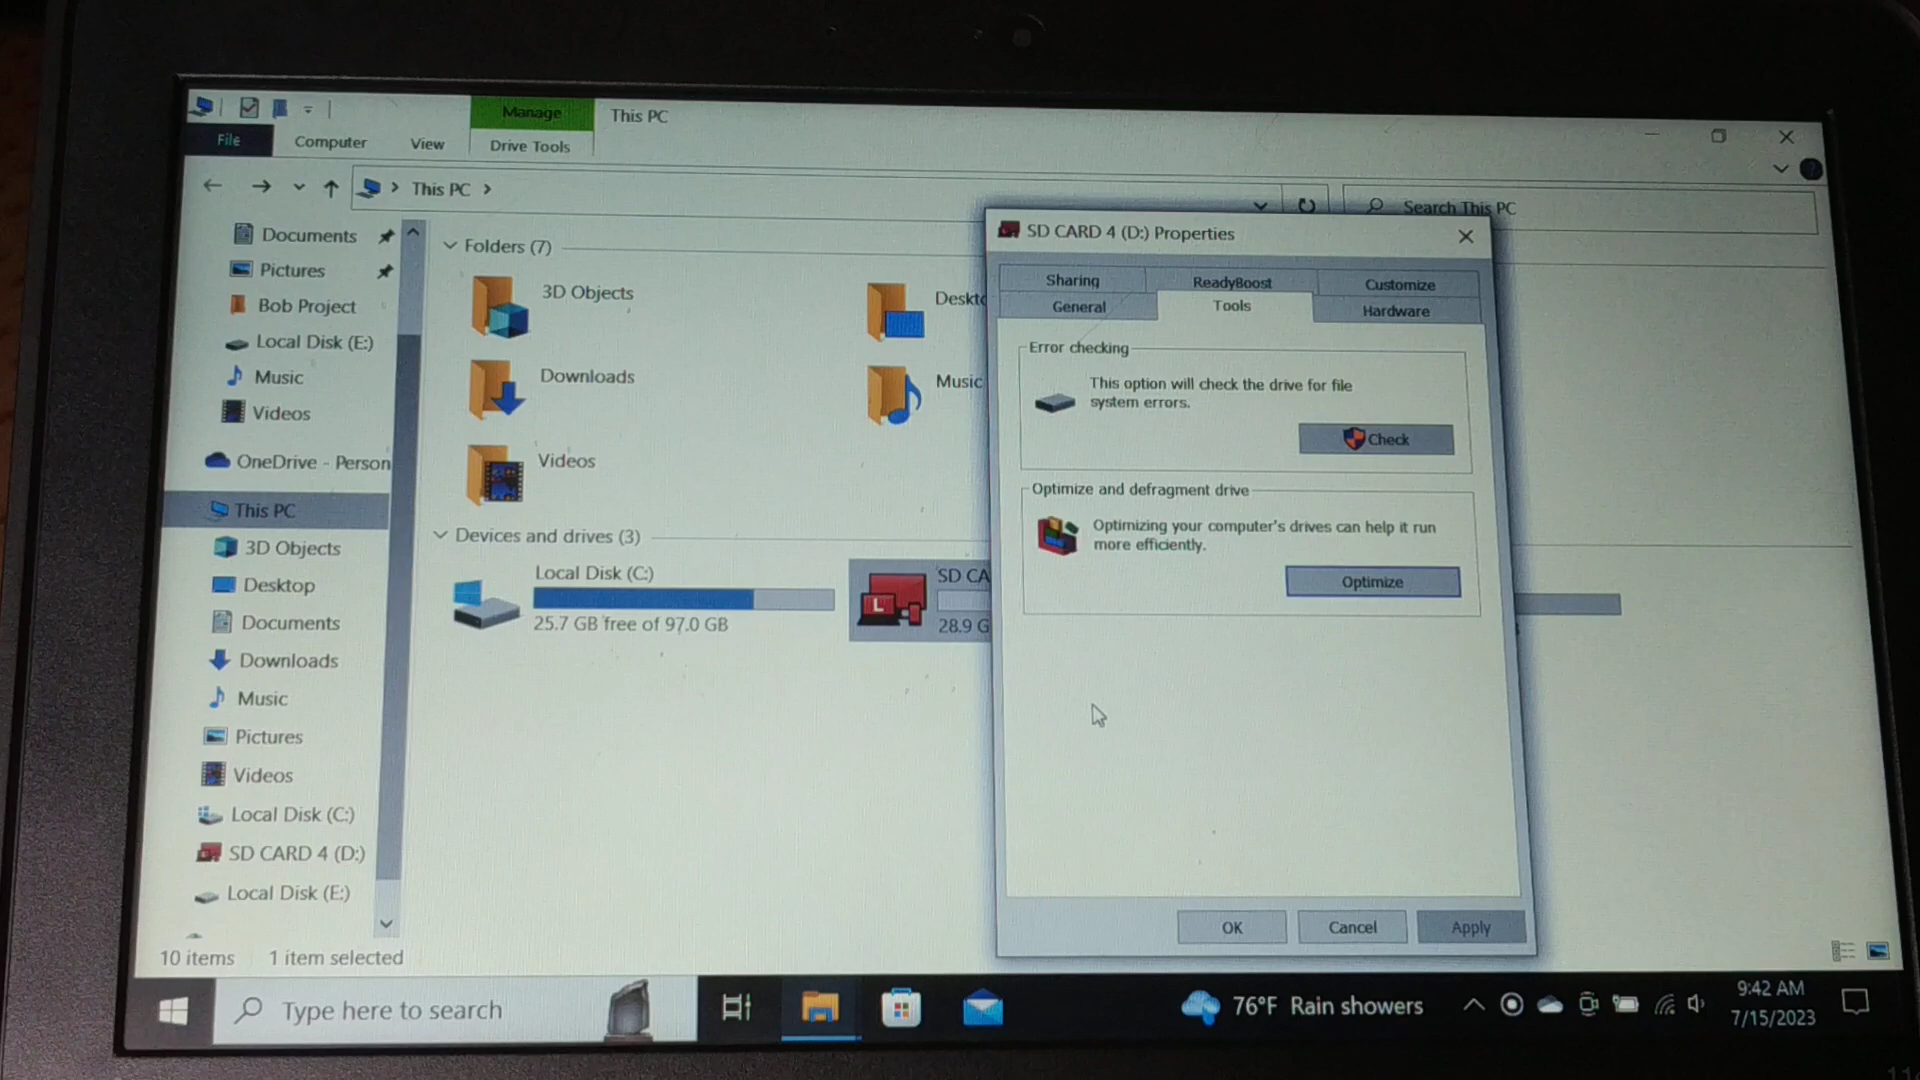 Manage
This PC
File
Computer
View
Drive Tools
This PC
Search This PC
Documents
Pictures
Bob Project
Local Disk (E:)
Music
Videos
OneDrive - Person
This PC
3D Objects
Desktop
Documents
Downloads
Music
Pictures
Videos
Local Disk (C:)
SD CARD 4 (D:)
Local Disk (E:)
Folders (7)
3D Objects
Downloads
Music
Videos
Devices and drives (3)
Local Disk (C:)
25.7 GB free of 97.0 GB
SD CA
L
28.9 G
SD CARD 4 (D:) Properties
Sharing
ReadyBoost
Customize
General
Tools
Hardware
Error checking
This option will check the drive for file
system errors.
Check
Optimize and defragment drive
Optimizing your computer's drives can help it run
more efficiently.
Optimize
OK
Cancel
Apply
10 items
1 item selected
Type here to search
76°F Rain showers
9:42 AM
7/15/2023